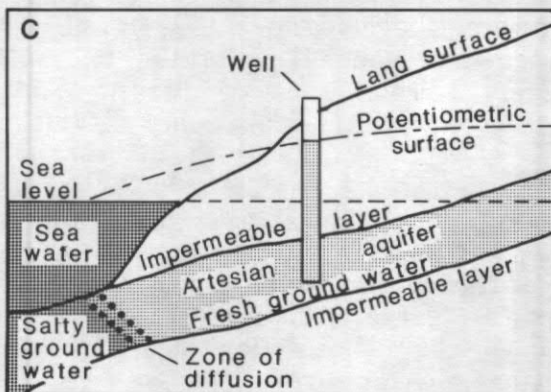 C
Well
Land surface
Potentiometric
surface
Sea
level
Sea
water
Impermeable layer
Artesian aquifer
Fresh ground water
Impermeable layer
Salty
ground
water
Zone of
diffusion